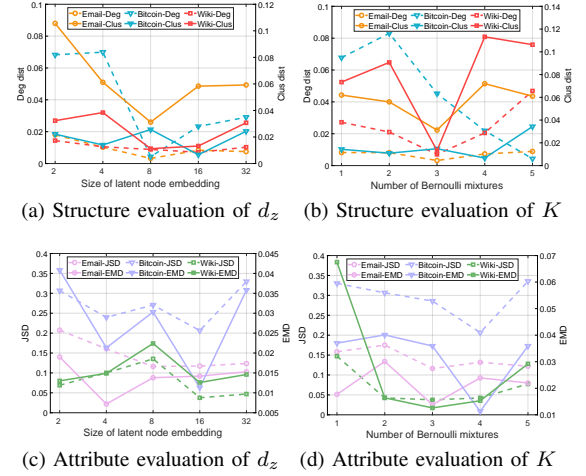 0.1 0.12
Email-Deg Bitcoin-Deg Wiki-Deg
Email-Clus Bitcoin-Clus Wiki-Clus
0.08 0.1
0.06 0.08
0.04 0.06
0.04
0.02 0.02
0 0
2 4 8 16 32
Size of latent node embedding
Deg dist
Clus dist
(a) Structure evaluation of d_z
0.1 0.14
Email-Deg Bitcoin-Deg Wiki-Deg
Email-Clus Bitcoin-Clus Wiki-Clus
0.08 0.12
0.1
0.06 0.08
0.04 0.06
0.04
0.02 0.02
0 0
1 2 3 4 5
Number of Bernoulli mixtures
Deg dist
Clus dist
(b) Structure evaluation of K
0.4 0.045
Email-JSD Bitcoin-JSD Wiki-JSD
Email-EMD Bitcoin-EMD Wiki-EMD
0.35 0.04
0.3 0.035
0.25 0.03
0.2 0.025
0.15 0.02
0.1 0.015
0.05 0.01
0 0.005
2 4 8 16 32
Size of latent node embedding
JSD
EMD
(c) Attribute evaluation of d_z
0.4 0.07
Email-JSD Bitcoin-JSD Wiki-JSD
Email-EMD Bitcoin-EMD Wiki-EMD
0.35 0.06
0.3
0.25 0.05
0.2 0.04
0.15 0.03
0.1 0.02
0.05
0 0.01
1 2 3 4 5
Number of Bernoulli mixtures
JSD
EMD
(d) Attribute evaluation of K